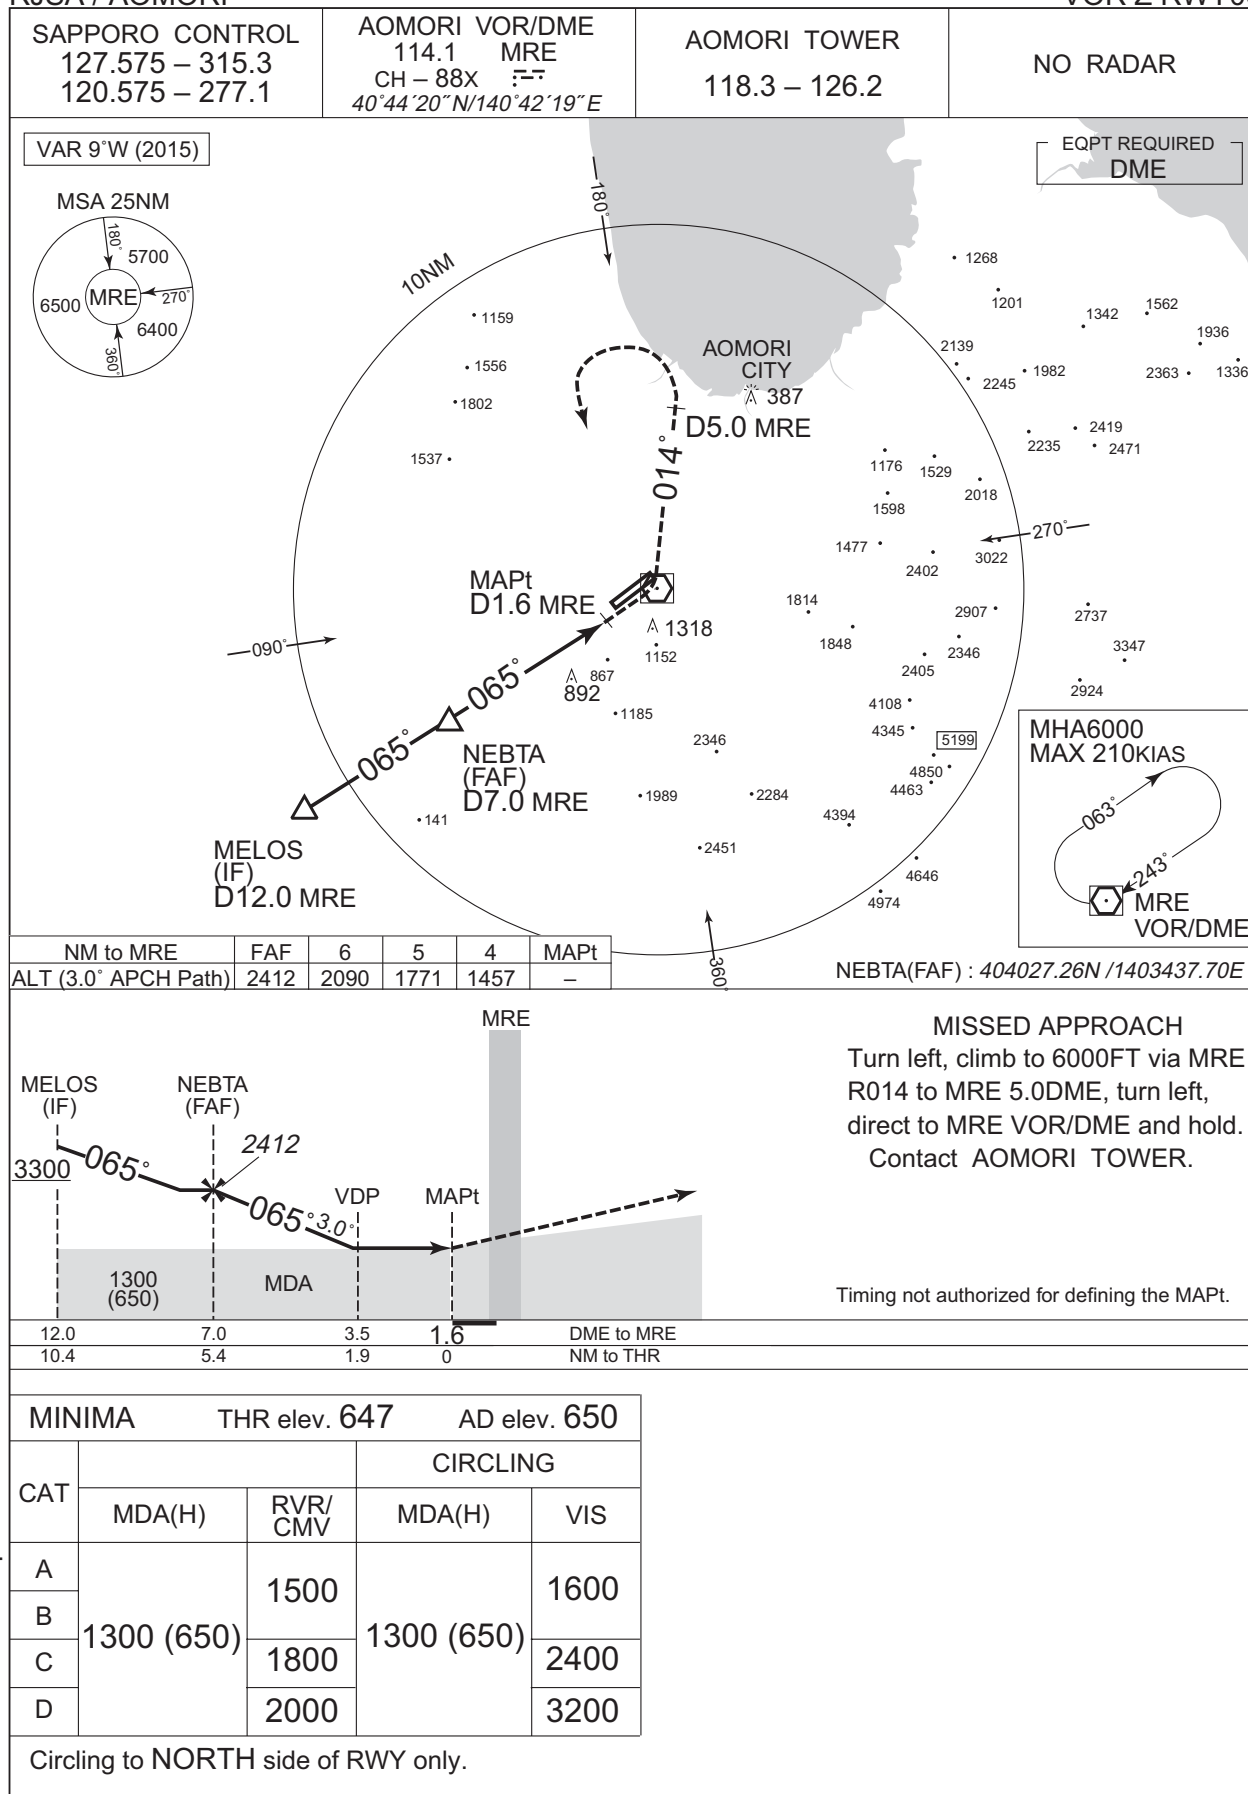 RJSA / AOMORI
VOR Z RWY
SAPPORO CONTROL
127.575 – 315.3
120.575 – 277.1
AOMORI VOR/DME
114.1 MRE
CH – 88X
40°44´20˝N/140°42´19˝E
AOMORI TOWER
118.3 – 126.2
NO RADAR
VAR 9°W (2015)
EQPT REQUIRED
DME
MSA 25NM
180°
5700
6500
MRE
270°
6400
360°
180°
10NM
1268
1201
1342
1562
1936
1159
1556
1802
1537
AOMORI
CITY
387
2139
2245
1982
2363
1336
D5.0 MRE
014°
2235
2419
2471
1176
1529
2018
1598
1477
2402
3022
270°
MAPt
D1.6 MRE
1318
1152
867
892
1814
1848
2907
2346
2405
2737
3347
2924
090°
065°
065°
1185
4108
4345
5199
4850
4463
2346
NEBTA
(FAF)
D7.0 MRE
1989
2284
4394
141
2451
4646
4974
MELOS
(IF)
D12.0 MRE
MHA6000
MAX 210KIAS
063°
243°
MRE
VOR/DME
360°
NM to MRE FAF 6 5 4 MAPt
ALT (3.0° APCH Path) 2412 2090 1771 1457 –
NEBTA(FAF) : 404027.26N /1403437.70E
MRE
MELOS
(IF)
NEBTA
(FAF)
2412
3300
065°
065°
3.0°
VDP
MAPt
1300
(650)
MDA
12.0 7.0 3.5 1.6 DME to MRE
10.4 5.4 1.9 0 NM to THR
MISSED APPROACH
Turn left, climb to 6000FT via MRE
R014 to MRE 5.0DME, turn left,
direct to MRE VOR/DME and hold.
Contact AOMORI TOWER.
Timing not authorized for defining the MAPt.
MINIMA THR elev. 647 AD elev. 650
CAT
CIRCLING
MDA(H)
RVR/
CMV
MDA(H)
VIS
A
B
C
D
1300 (650)
1500
1800
2000
1300 (650)
1600
2400
3200
Circling to NORTH side of RWY only.